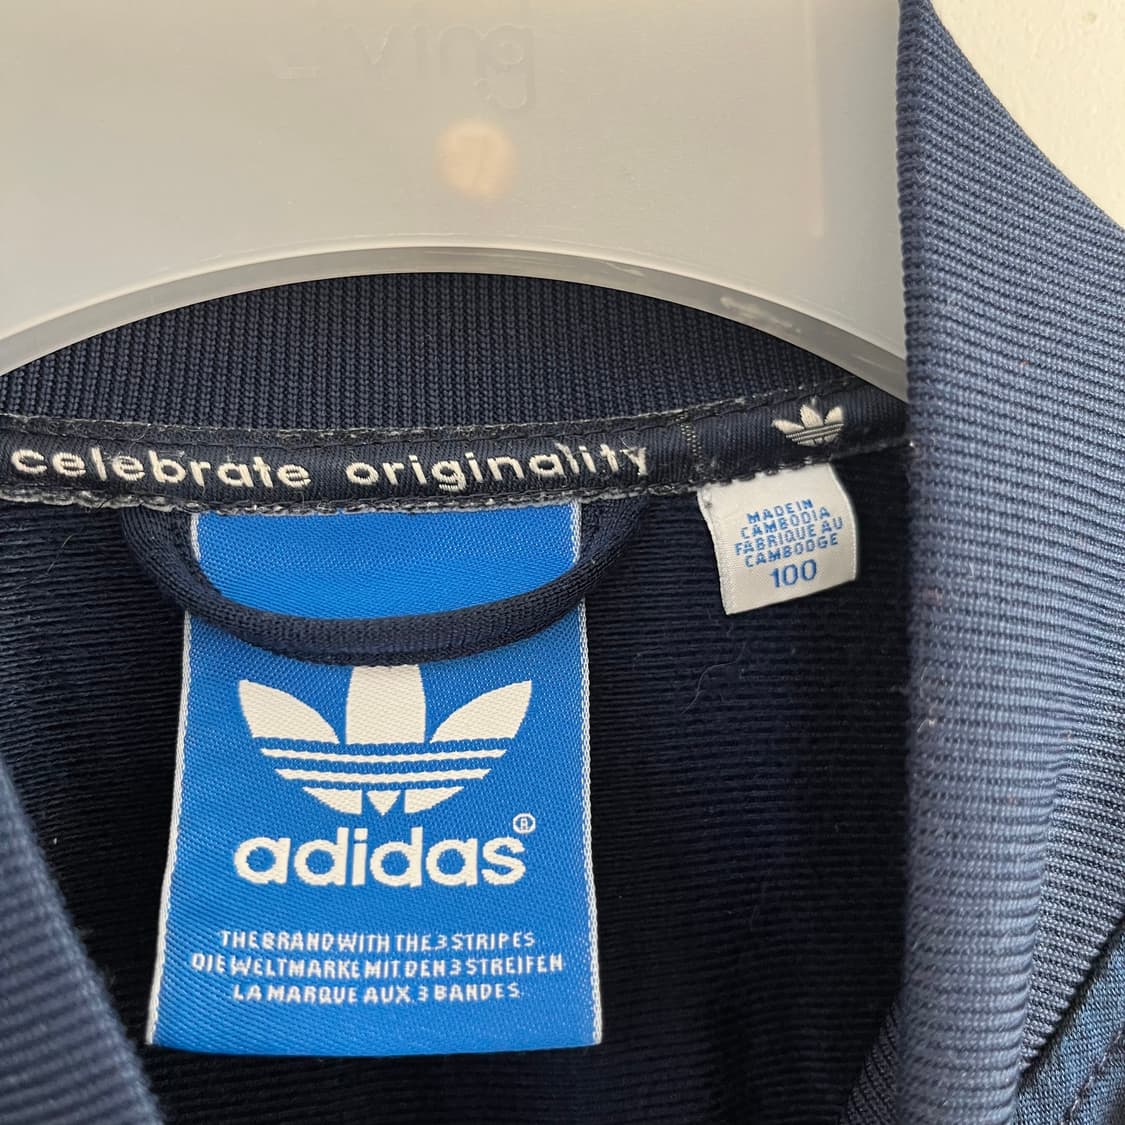 celebrate originality
MADE IN
CAMBODIA
FABRIQUE AU
CAMBODGE
100
adidas®
THE BRAND WITH THE 3 STRIPES
DIE WELTMARKE MIT DEN 3 STREIFEN
LA MARQUE AUX 3 BANDES